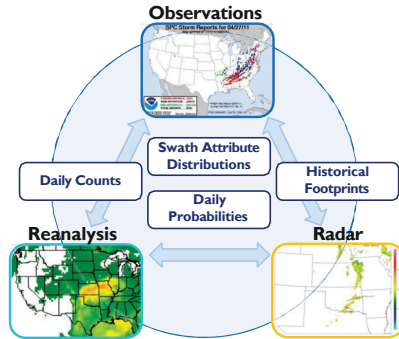 Observations
SPC Storm Reports for 04/27/11
Swath Attribute
Distributions
Daily Counts
Historical
Footprints
Daily
Probabilities
Reanalysis
Radar